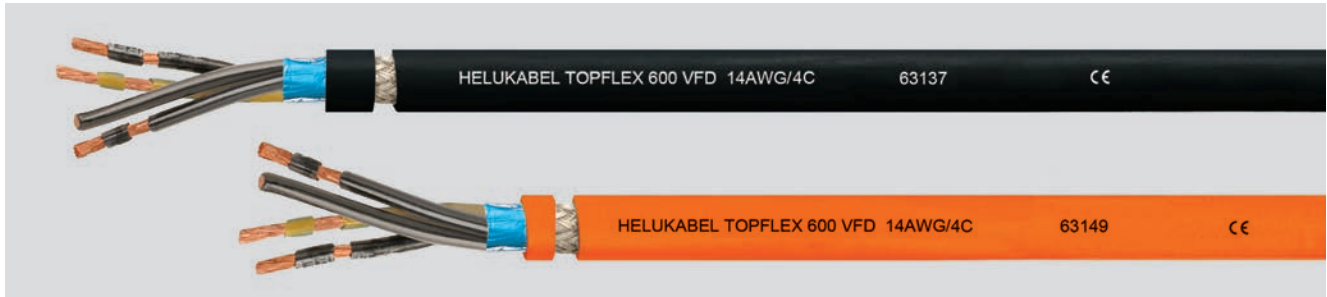 HELUKABEL TOPFLEX 600 VFD 14AWG/4C 63137 CE
HELUKABEL TOPFLEX 600 VFD 14AWG/4C 63149 CE